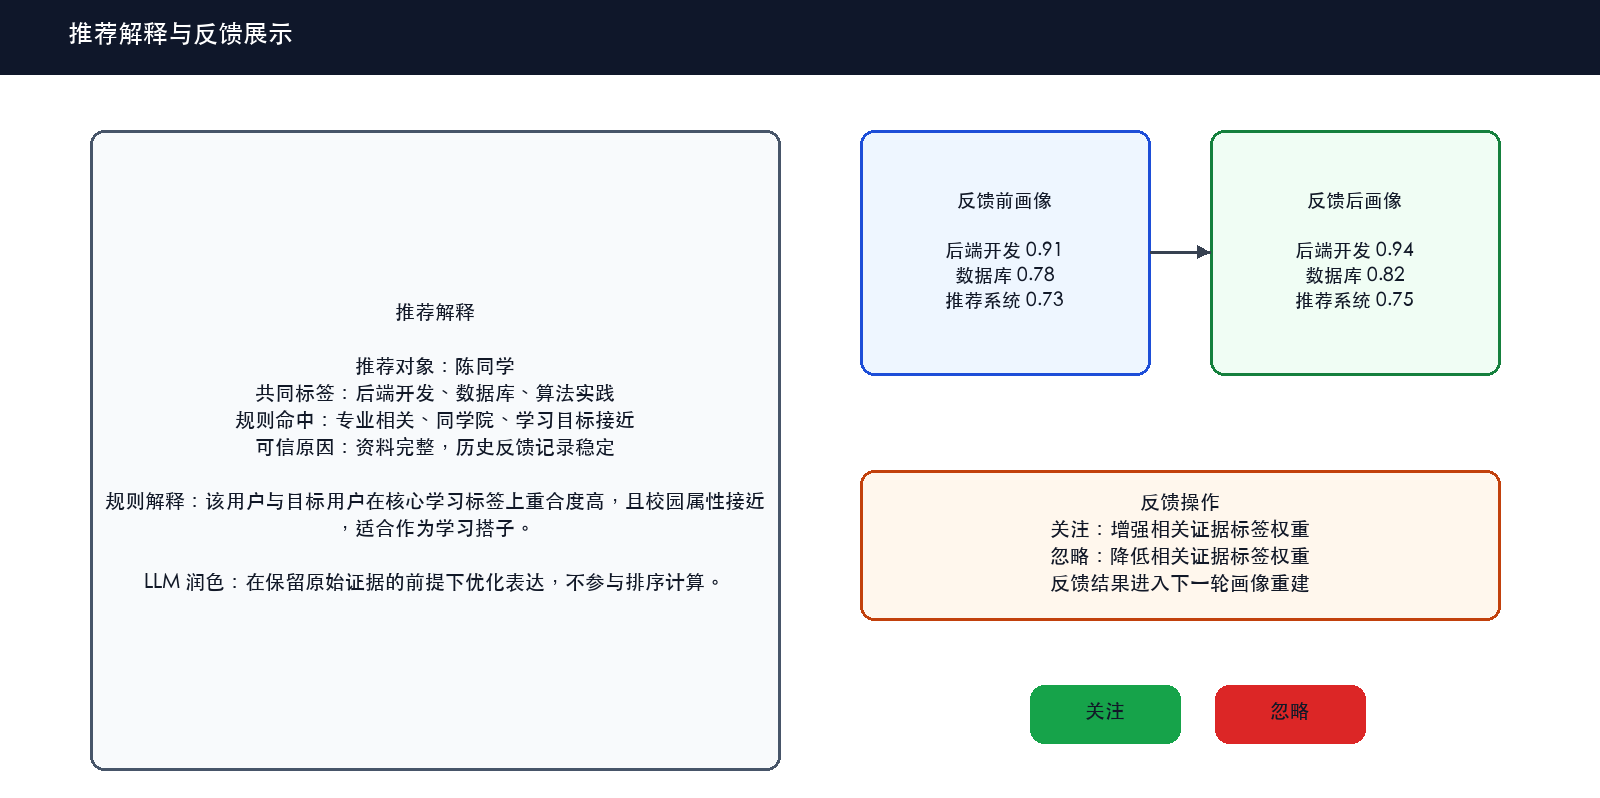 推荐解释与反馈展示
推荐解释
推荐对象：陈同学
共同标签：后端开发、数据库、算法实践
规则命中：专业相关、同学院、学习目标接近
可信原因：资料完整，历史反馈记录稳定
规则解释：该用户与目标用户在核心学习标签上重合度高，且校园属性接近
，适合作为学习搭子。
LLM 润色：在保留原始证据的前提下优化表达，不参与排序计算。
反馈前画像
后端开发 0.91
数据库 0.78
推荐系统 0.73
反馈后画像
后端开发 0.94
数据库 0.82
推荐系统 0.75
反馈操作
关注：增强相关证据标签权重
忽略：降低相关证据标签权重
反馈结果进入下一轮画像重建
关注
忽略